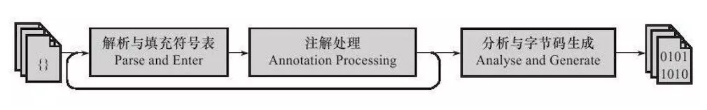 {}
解析与填充符号表
Parse and Enter
注解处理
Annotation Processing
分析与字节码生成
Analyse and Generate
0101
1010